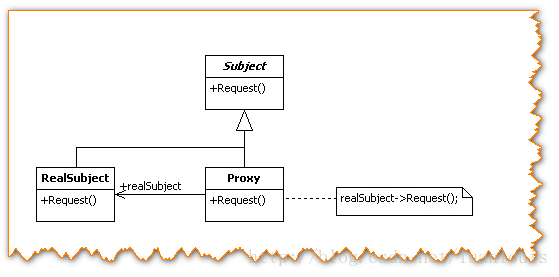 Subject
+Request()
RealSubject
+Request()
+realSubject
Proxy
+Request()
realSubject->Request();